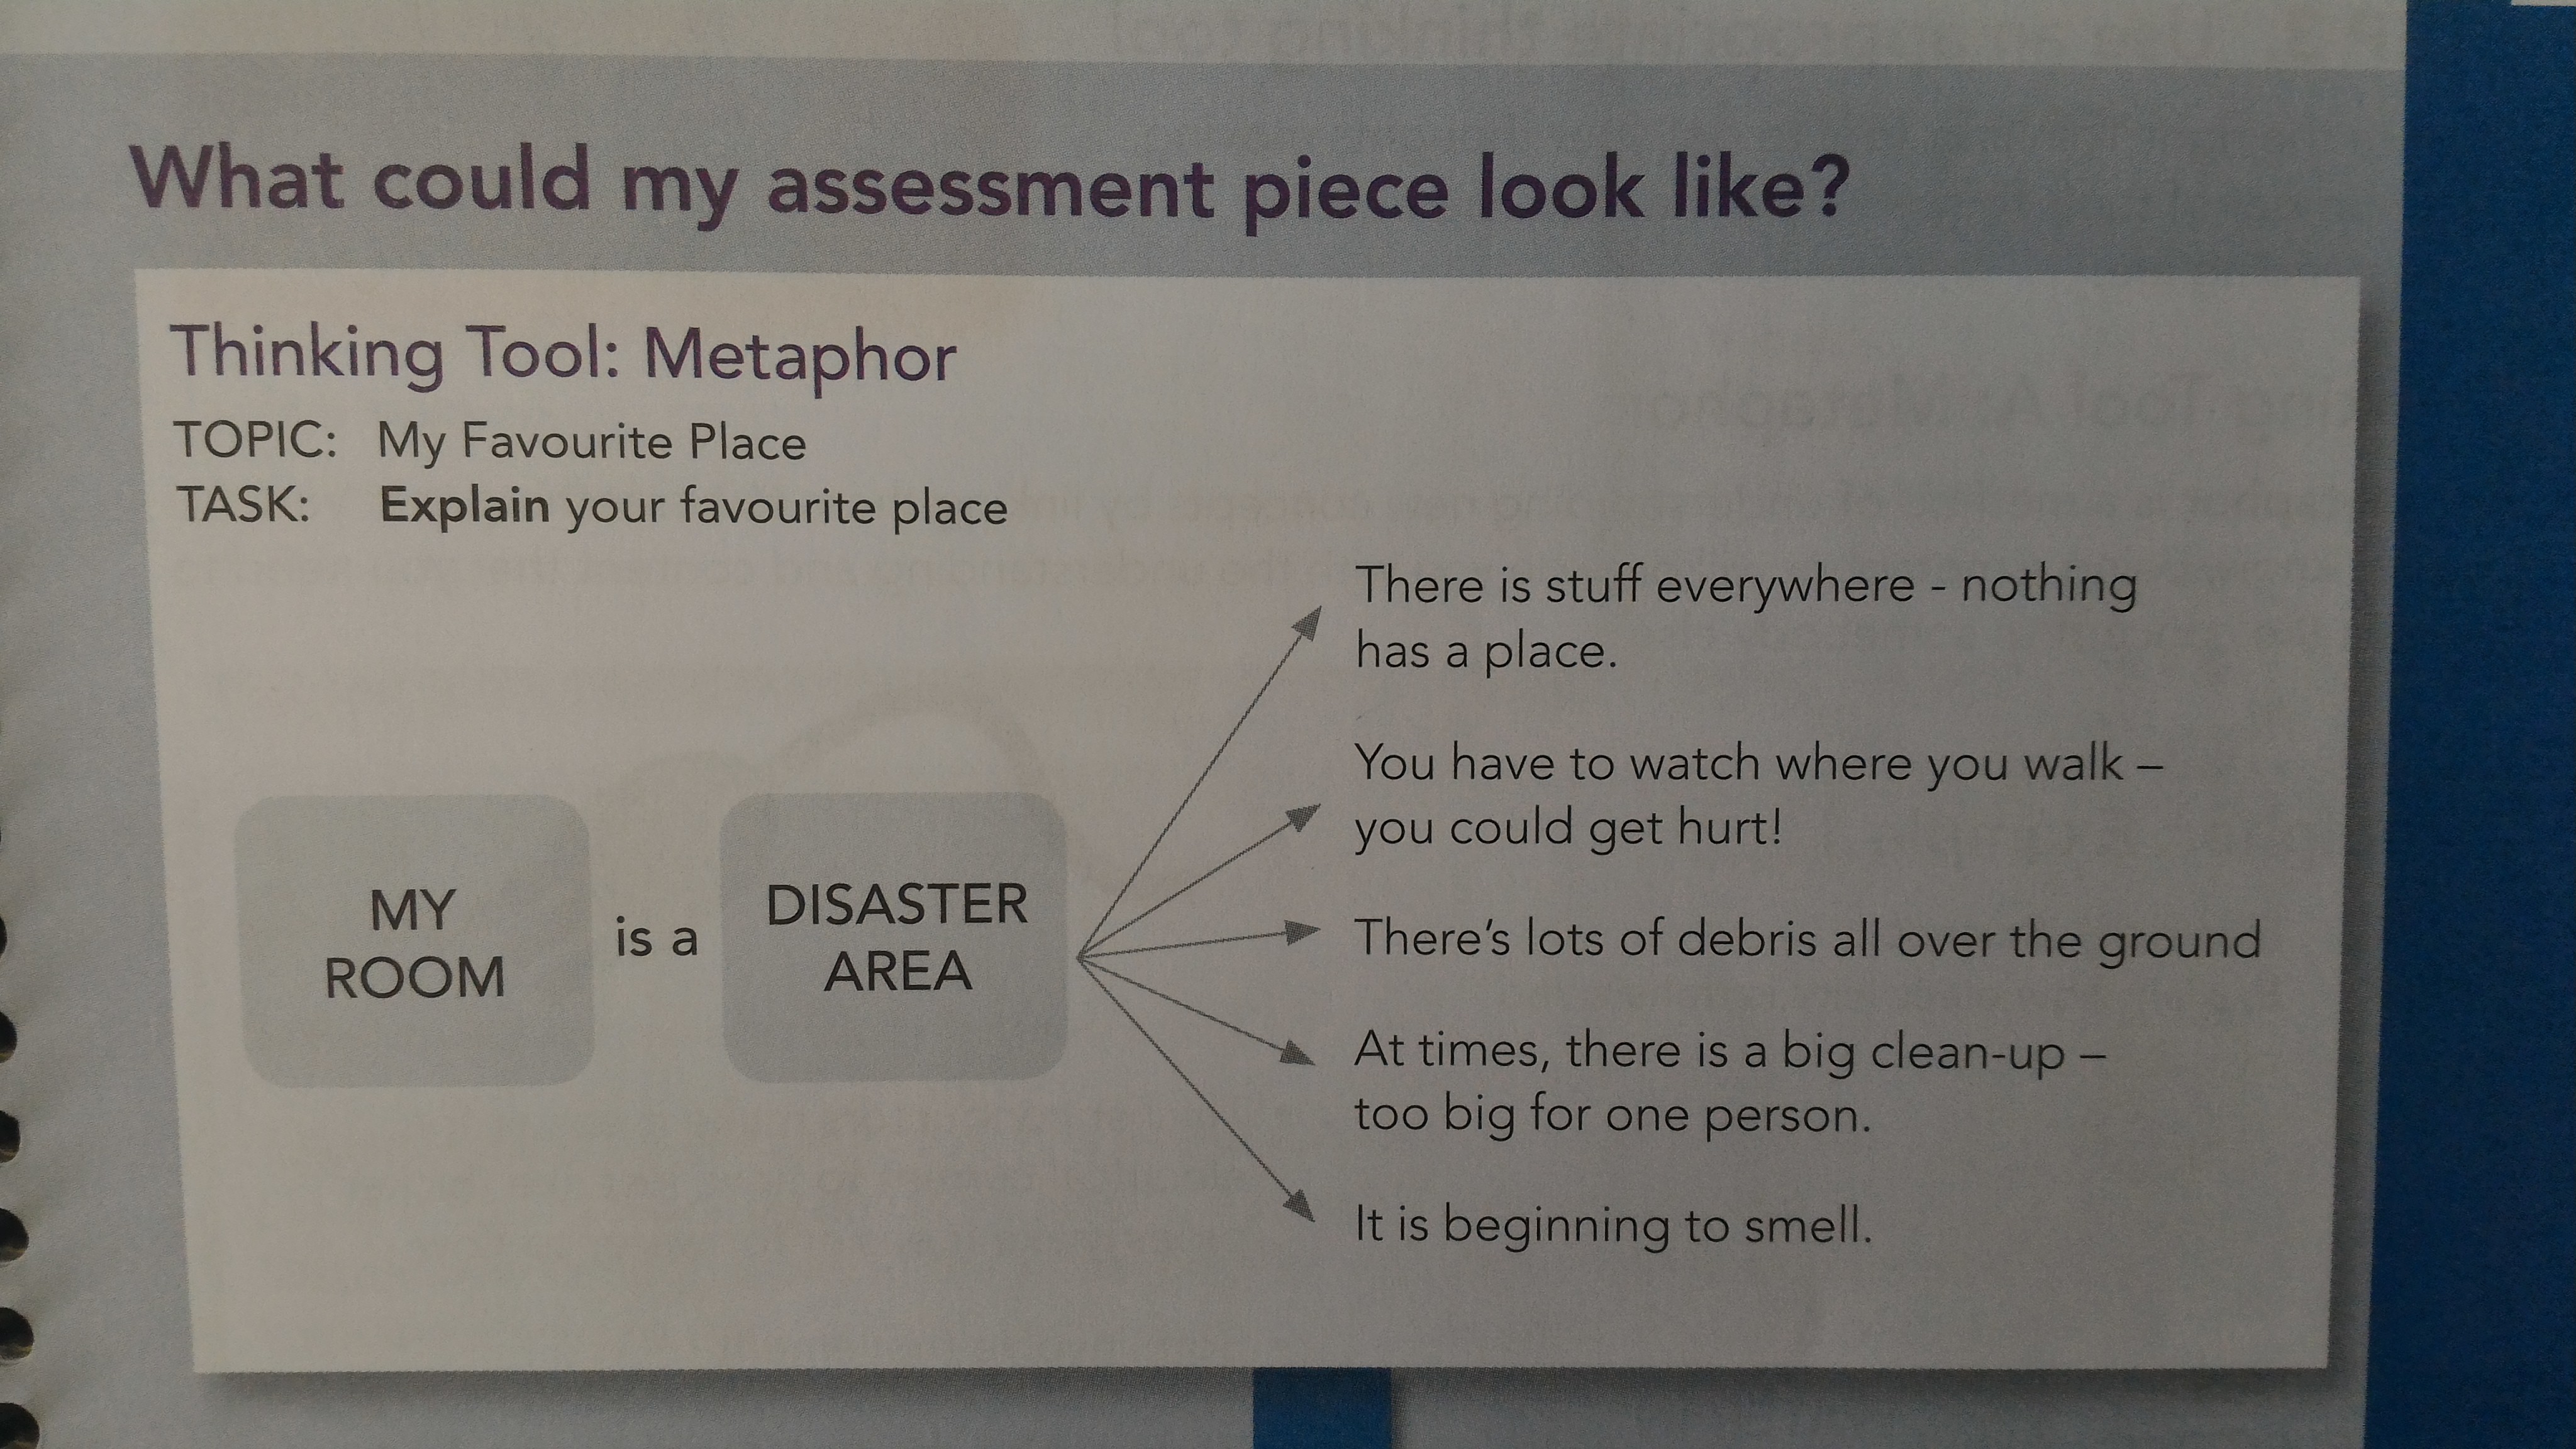 What could my assessment piece look like?
Thinking Tool: Metaphor
TOPIC: My Favourite Place
TASK: Explain your favourite place
MY
ROOM
is a
DISASTER
AREA
There is stuff everywhere - nothing
has a place.
You have to watch where you walk –
you could get hurt!
There's lots of debris all over the ground
At times, there is a big clean-up –
too big for one person.
It is beginning to smell.